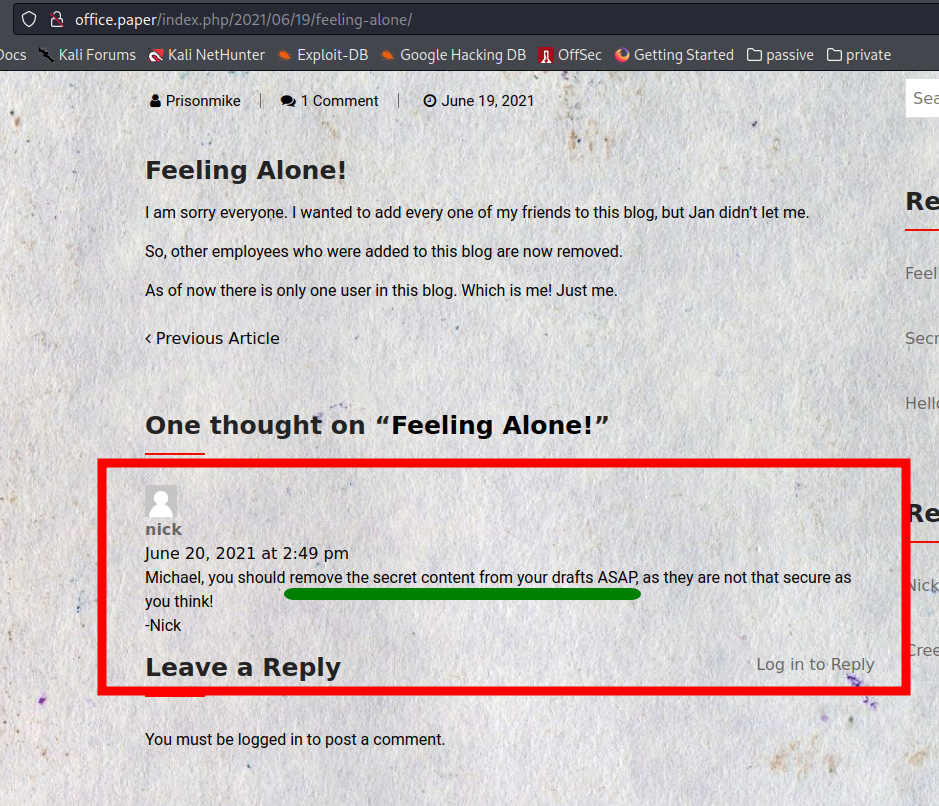 office.paper/index.php/2021/06/19/feeling-alone/
Docs Kali Forums Kali NetHunter Exploit-DB Google Hacking DB OffSec Getting Started passive private
Prisonmike | 1 Comment | June 19, 2021
Sea
Feeling Alone!
I am sorry everyone. I wanted to add every one of my friends to this blog, but Jan didn’t let me.
Re
So, other employees who were added to this blog are now removed.
Feel
As of now there is only one user in this blog. Which is me! Just me.
‹ Previous Article
Secr
Hello
One thought on “Feeling Alone!”
nick
Re
June 20, 2021 at 2:49 pm
Michael, you should remove the secret content from your drafts ASAP, as they are not that secure as
you think!
Nick
-Nick
Cree
Leave a Reply
Log in to Reply
You must be logged in to post a comment.